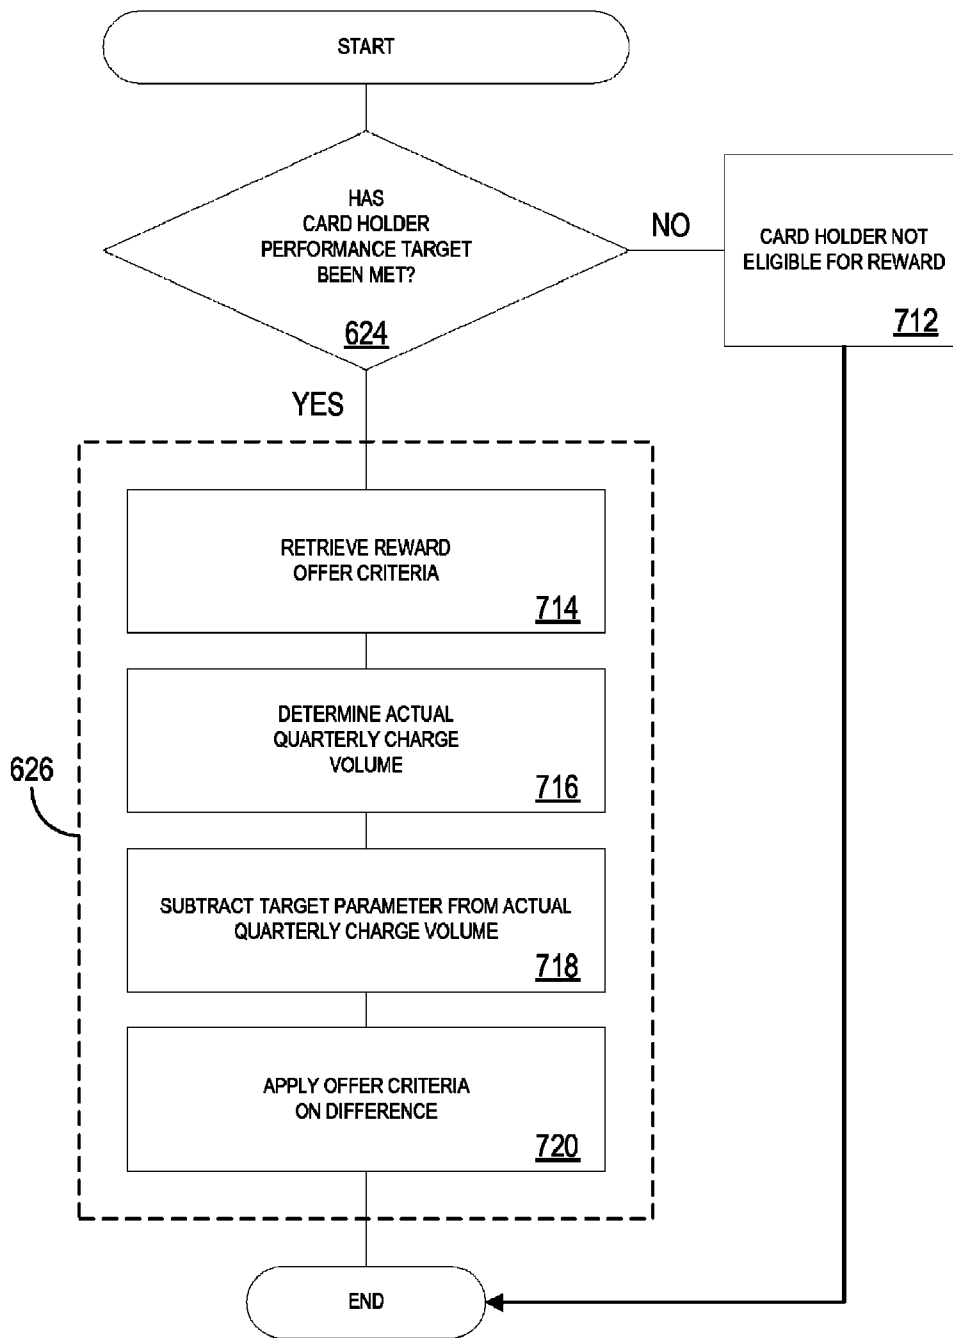 START
HAS
CARD HOLDER
PERFORMANCE TARGET
BEEN MET?
624
NO
CARD HOLDER NOT
ELIGIBLE FOR REWARD
712
YES
RETRIEVE REWARD
OFFER CRITERIA
714
DETERMINE ACTUAL
QUARTERLY CHARGE
VOLUME
716
626
SUBTRACT TARGET PARAMETER FROM ACTUAL
QUARTERLY CHARGE VOLUME
718
APPLY OFFER CRITERIA
ON DIFFERENCE
720
END